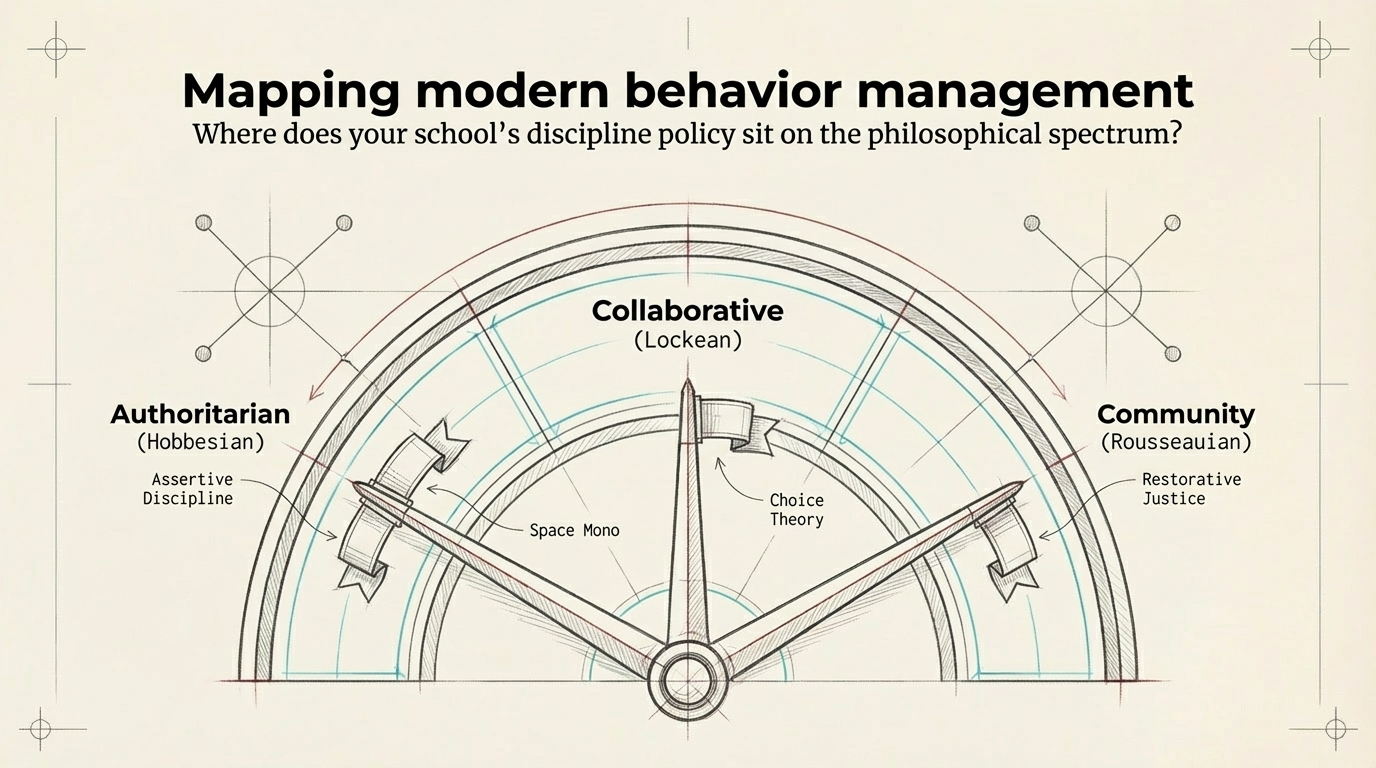 Mapping modern behavior management
Where does your school’s discipline policy sit on the philosophical spectrum?
Collaborative
(Lockean)
Authoritarian
(Hobbesian)
Assertive
Discipline
Space Mono
Choice
Theory
Community
(Rousseauian)
Restorative
Justice